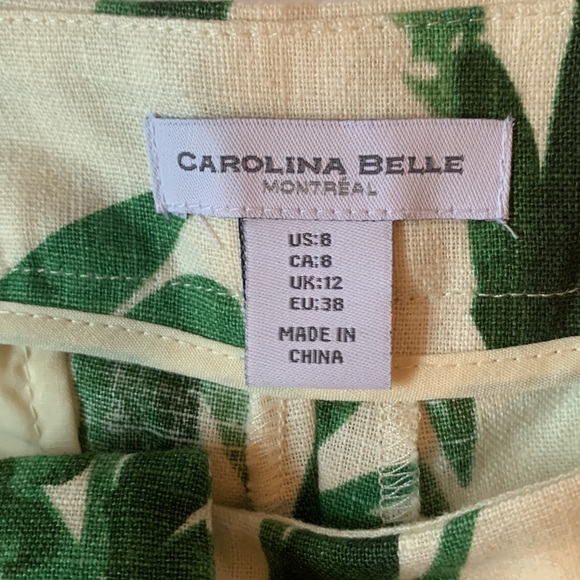 CAROLINA BELLE
MONTRÉAL
US:8
CA:8
UK:12
EU:38
MADE IN
CHINA